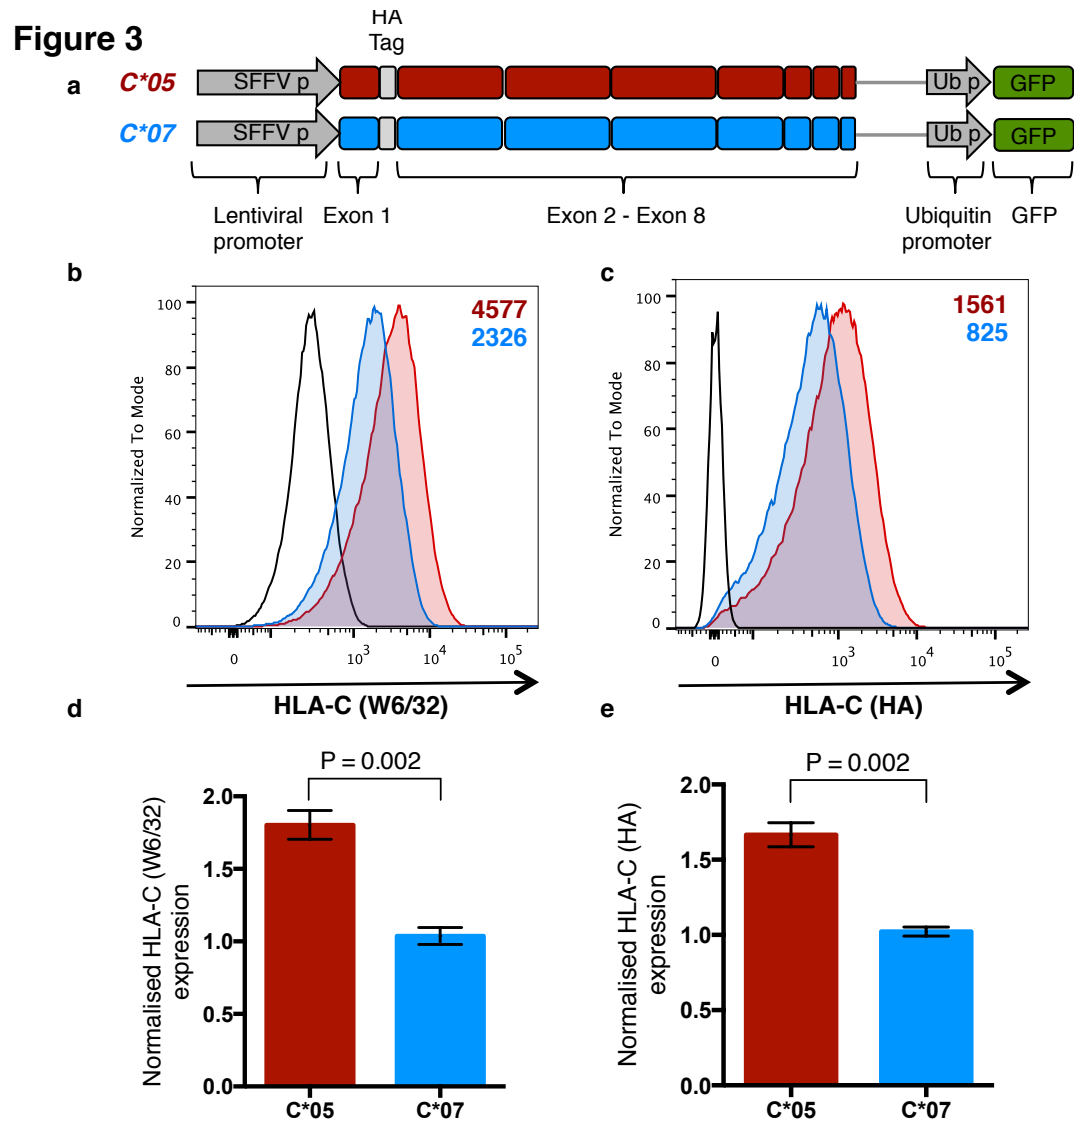 Figure 3
HA
Tag
a
C*05
SFFV p
Ub p
GFP
C*07
SFFV p
Ub p
GFP
Lentiviral
promoter
Exon 1
Exon 2 - Exon 8
Ubiquitin
promoter
GFP
b
4577
2326
Normalized To Mode
100
80
60
40
20
0
0
10³
10⁴
10⁵
HLA-C (W6/32)
c
1561
825
Normalized To Mode
100
80
60
40
20
0
0
10³
10⁴
10⁵
HLA-C (HA)
d
P = 0.002
Normalised HLA-C (W6/32)
expression
2.0
1.5
1.0
0.5
0.0
C*05
C*07
e
P = 0.002
Normalised HLA-C (HA)
expression
2.0
1.5
1.0
0.5
0.0
C*05
C*07